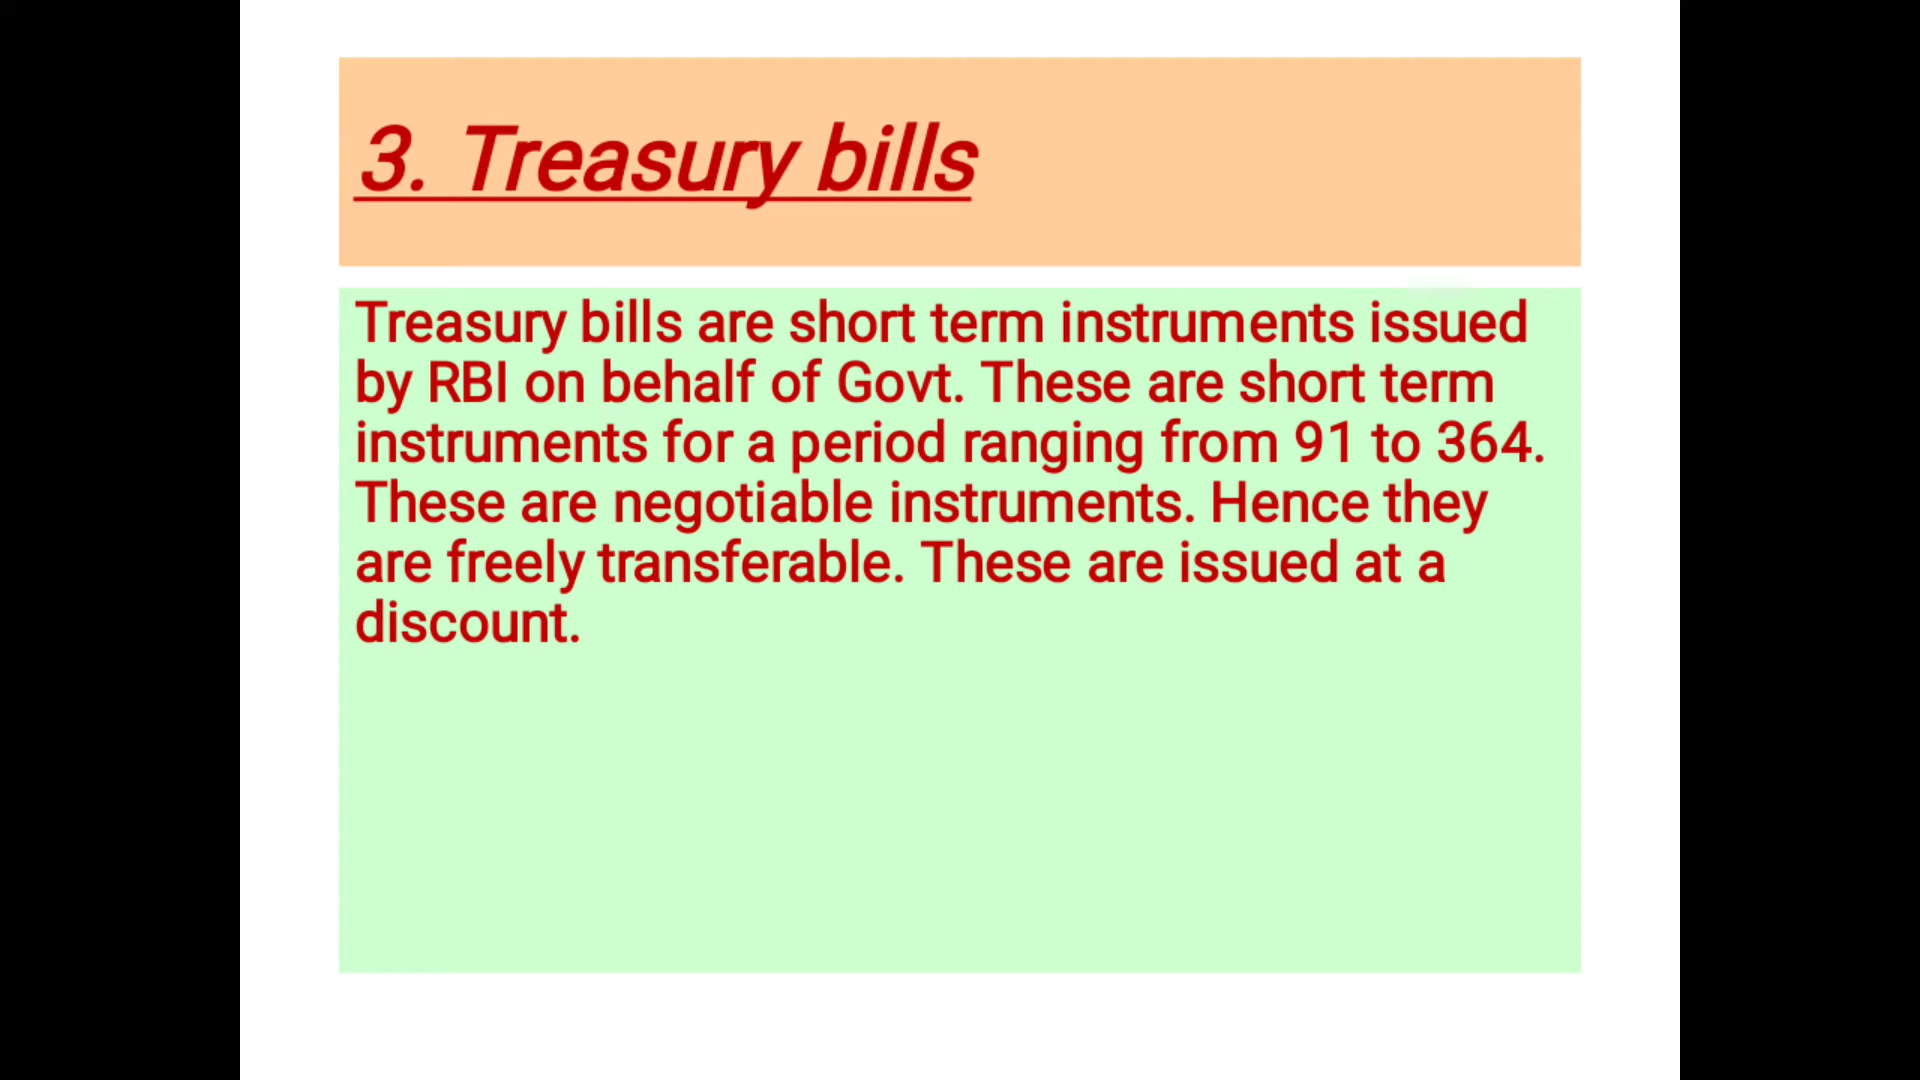 3. Treasury bills
Treasury bills are short term instruments issued
by RBI on behalf of Govt. These are short term
instruments for a period ranging from 91 to 364.
These are negotiable instruments. Hence they
are freely transferable. These are issued at a
discount.